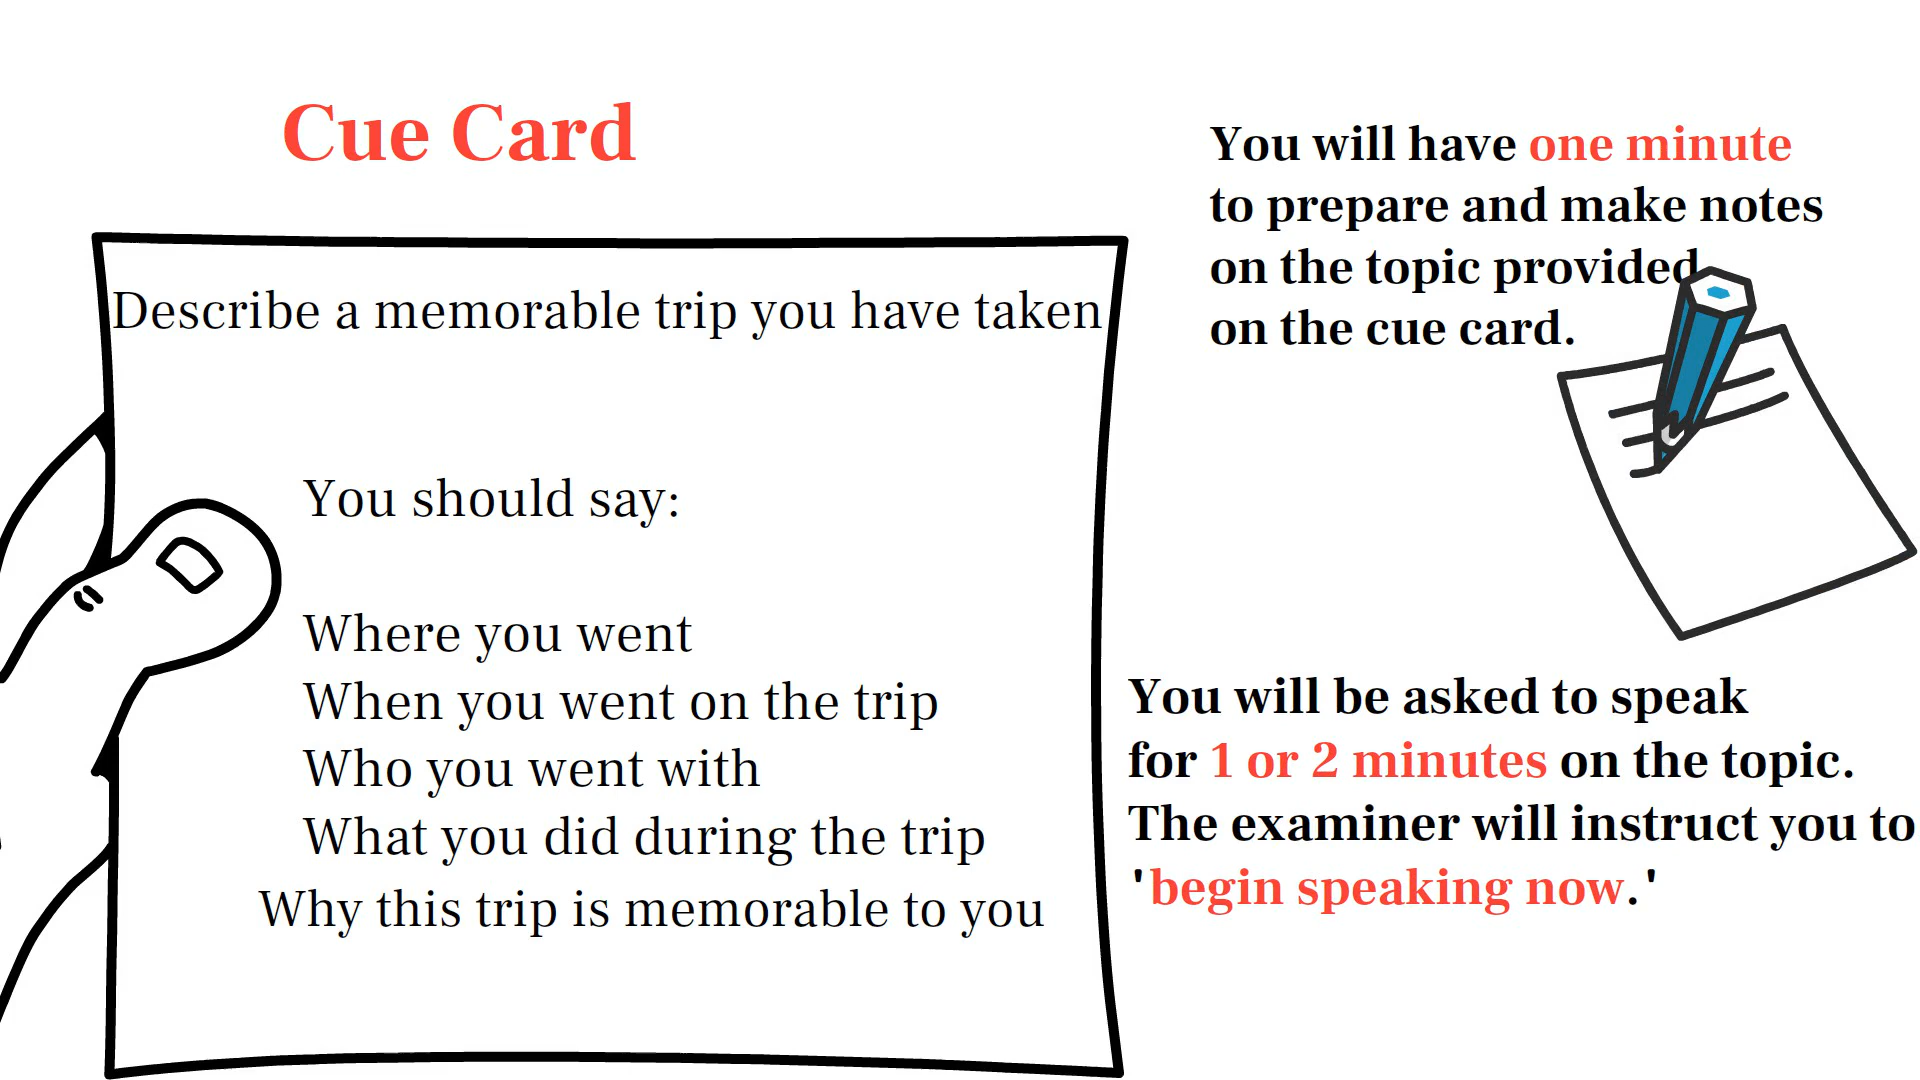 Cue Card
Describe a memorable trip you have taken
You should say:
Where you went
When you went on the trip
Who you went with
What you did during the trip
Why this trip is memorable to you
You will have one minute
to prepare and make notes
on the topic provided
on the cue card.
You will be asked to speak
for 1 or 2 minutes on the topic.
The examiner will instruct you to
'begin speaking now.'